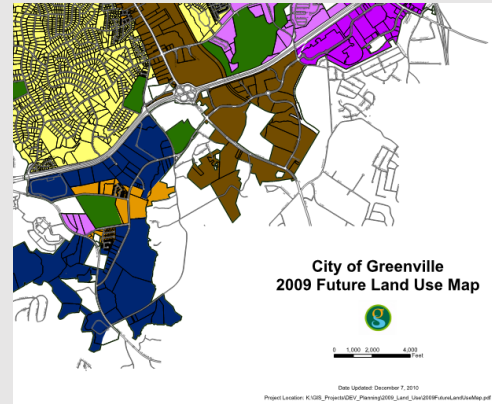 City of Greenville
2009 Future Land Use Map
g
0 1,000 2,000 4,000
Feet
Date Updated: December 7, 2010
Project Location: K:\GIS_Projects\DEV_Planning\2009_Land_Use\2009FutureLandUseMap.pdf